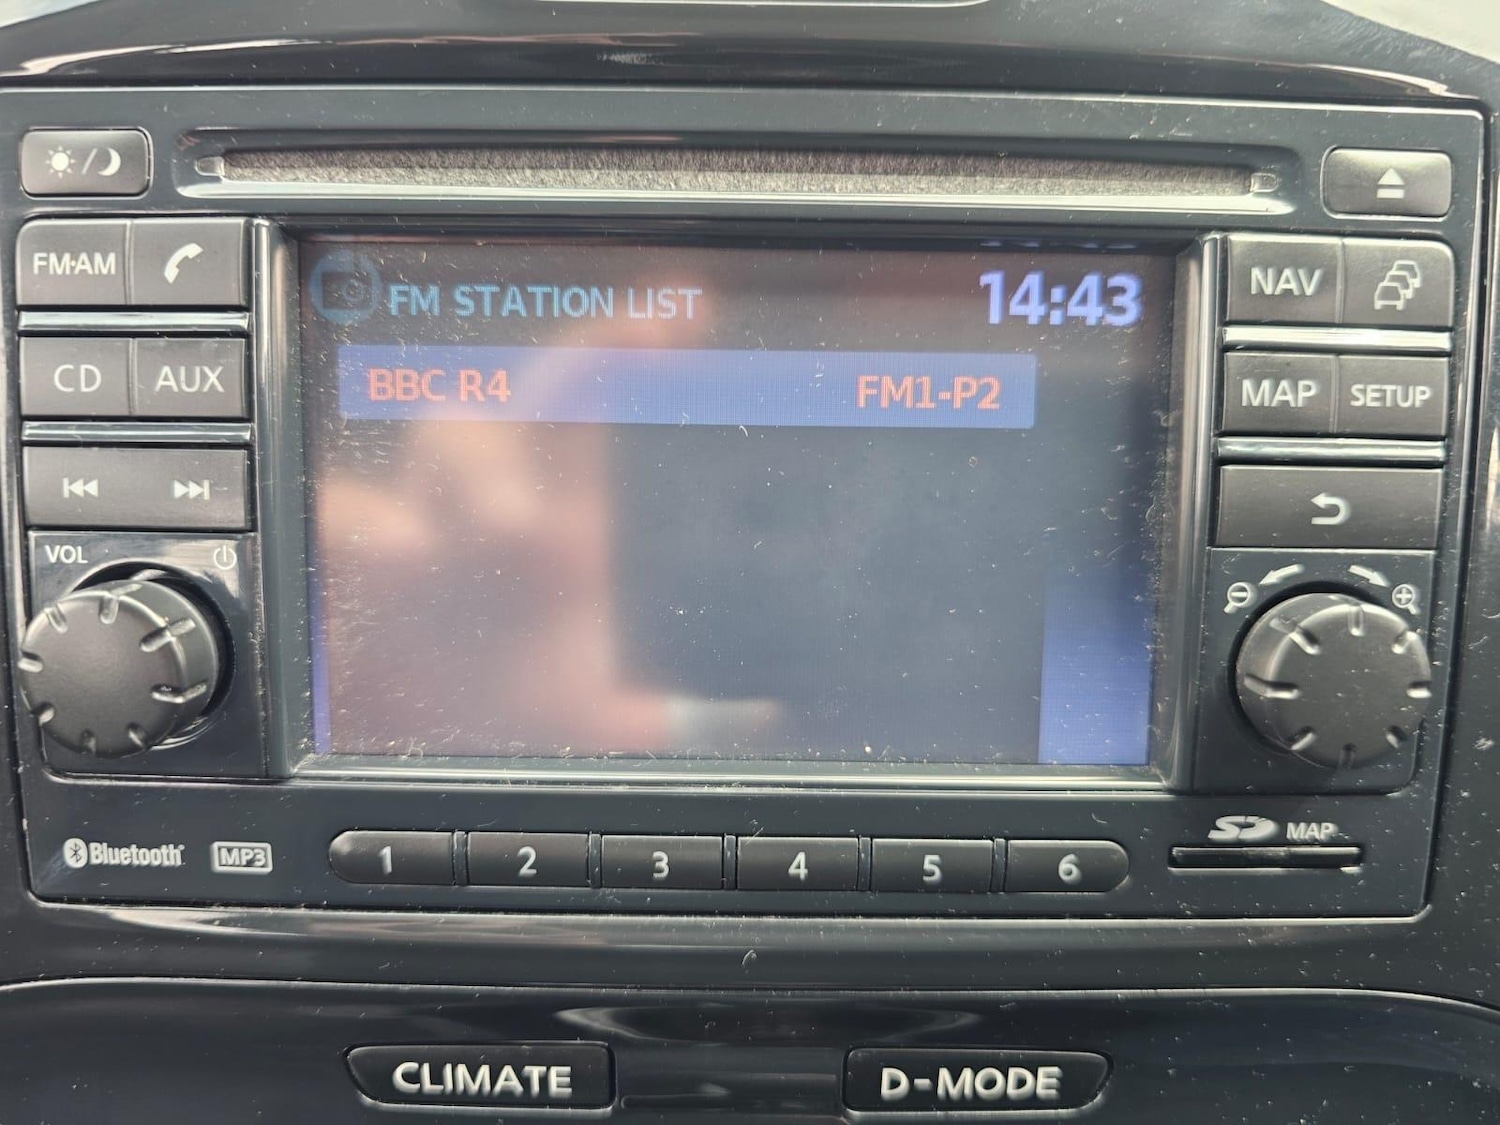 FM·AM
CD AUX
VOL
FM STATION LIST 14:43
BBC R4 FM1-P2
NAV
MAP SETUP
Bluetooth MP3
1 2 3 4 5 6
SD MAP
CLIMATE D-MODE